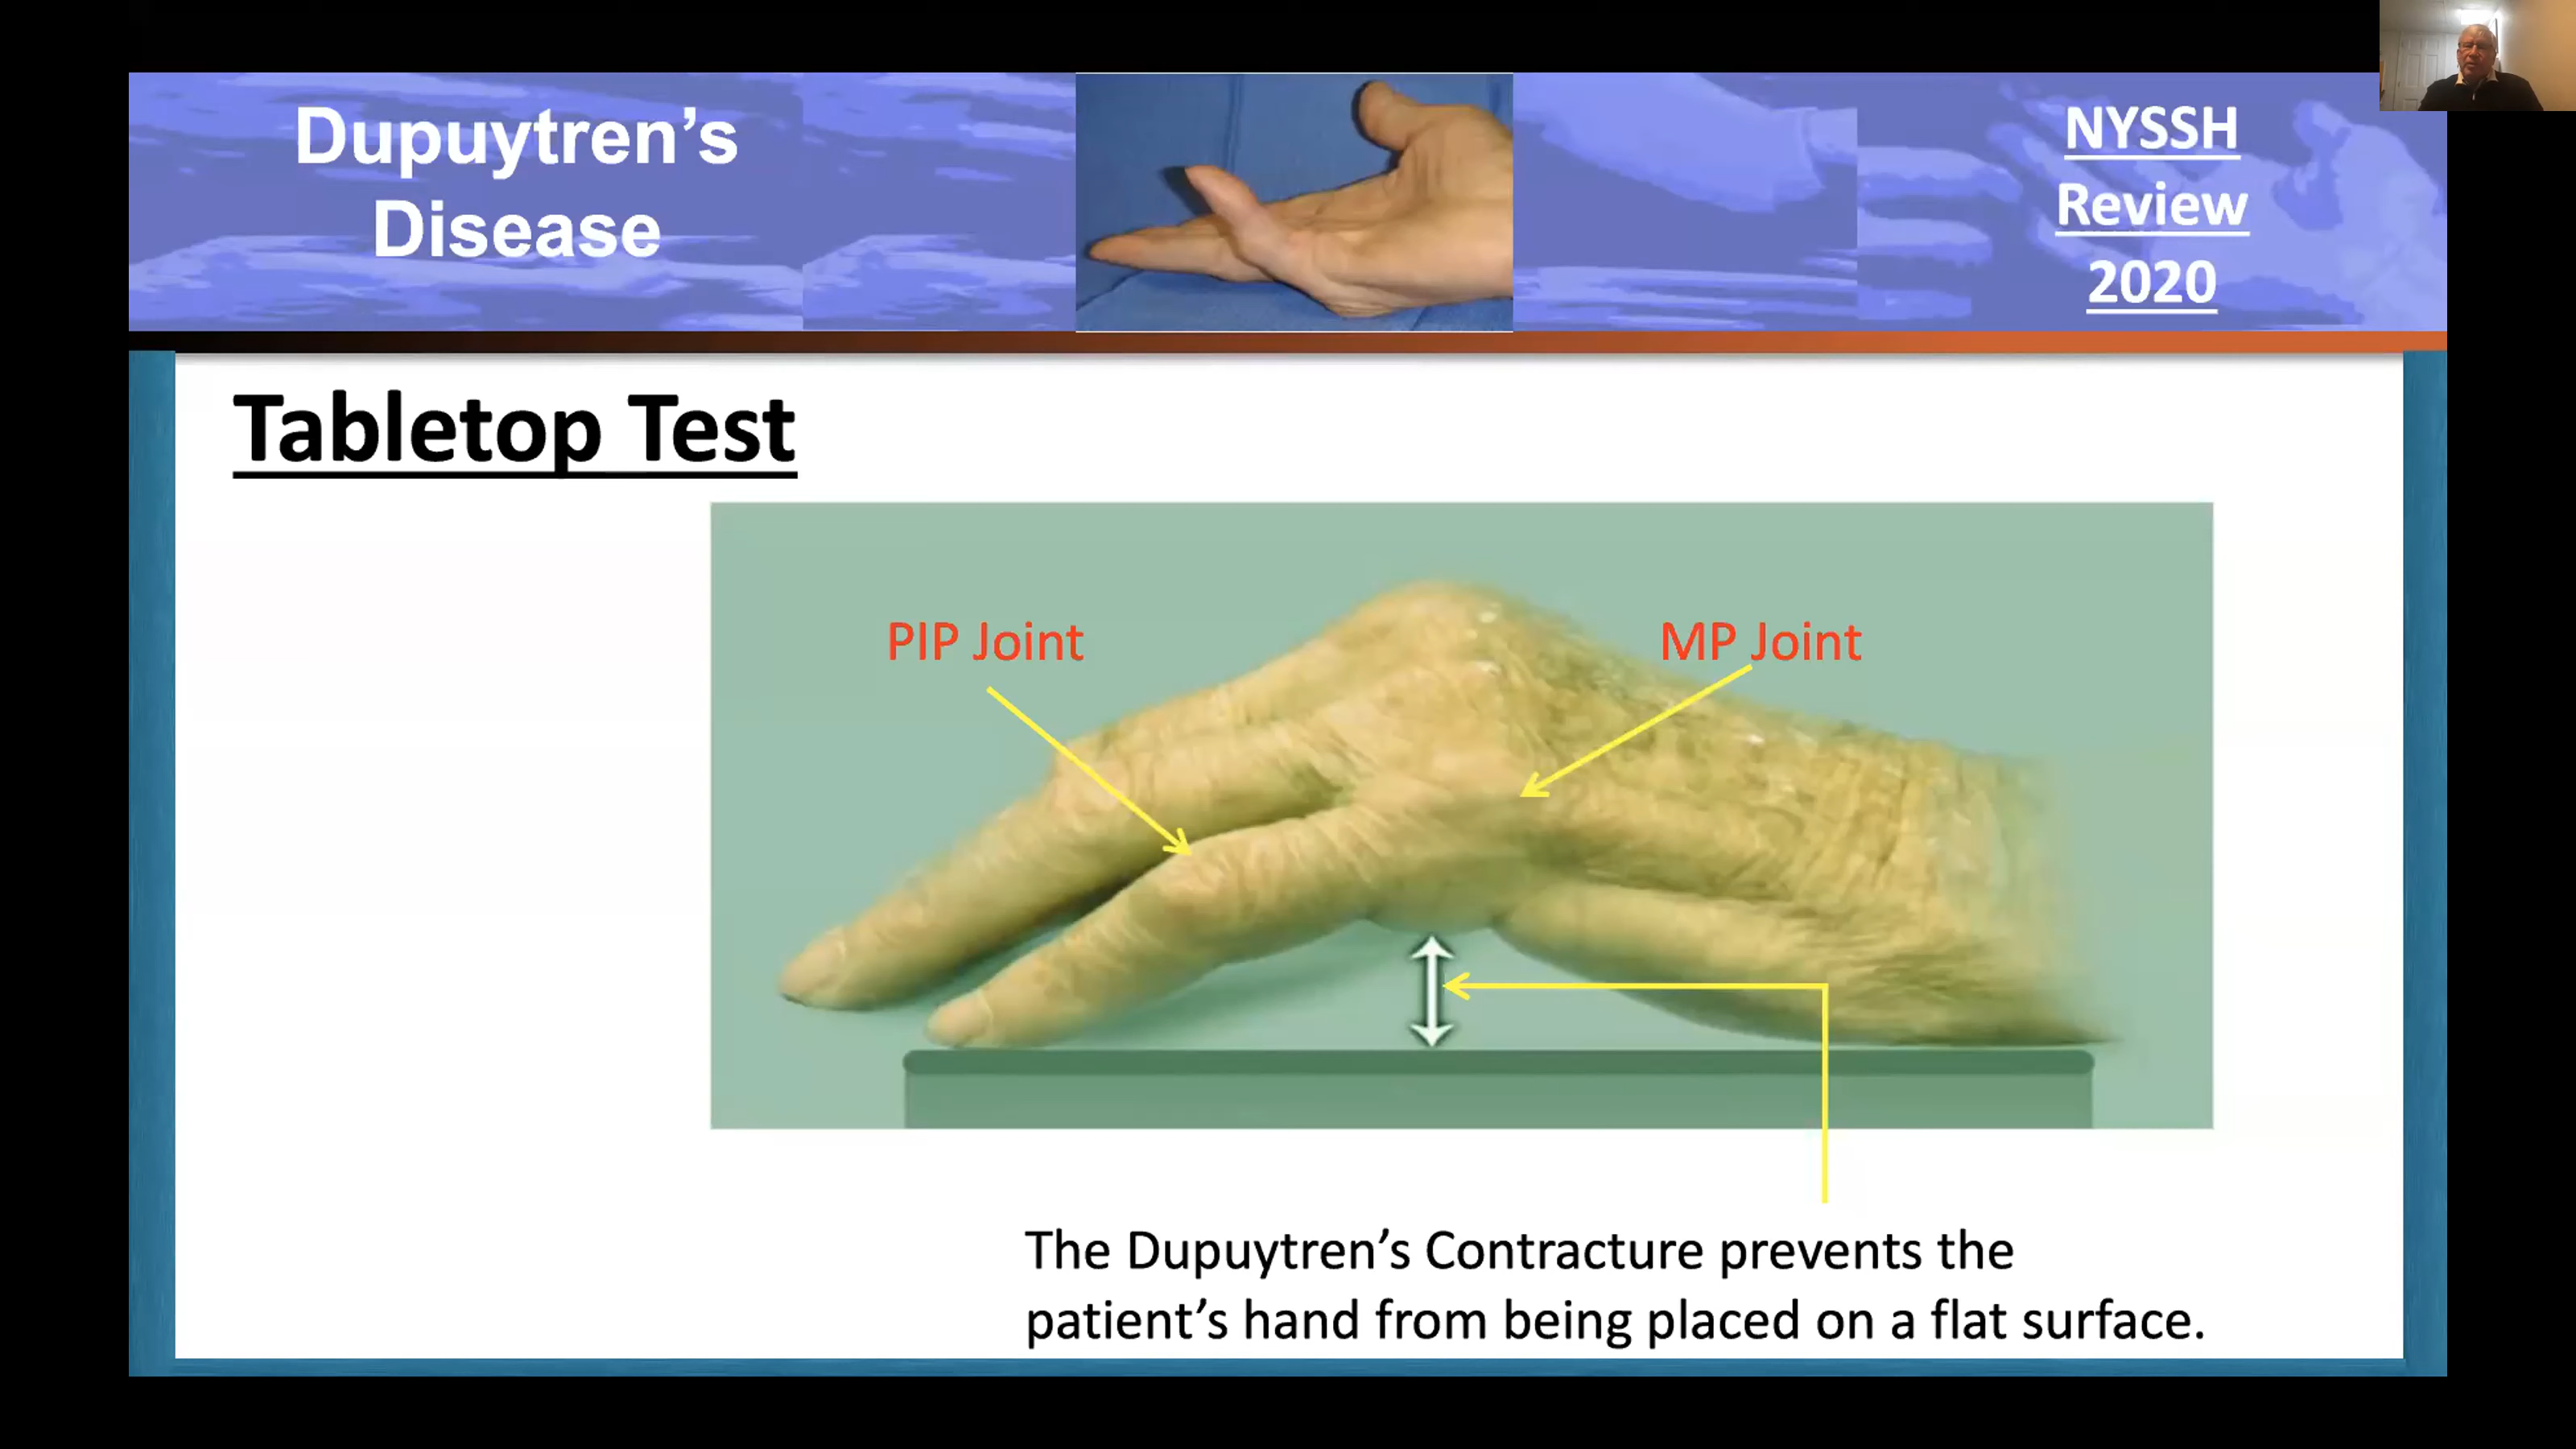 Dupuytren’s
Disease
NYSSH
Review
2020
Tabletop Test
PIP Joint
MP Joint
The Dupuytren’s Contracture prevents the
patient’s hand from being placed on a flat surface.